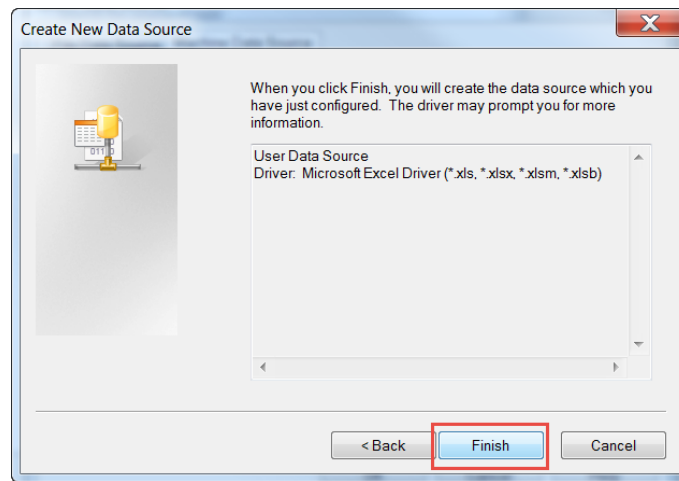 Create New Data Source
When you click Finish, you will create the data source which you
have just configured.  The driver may prompt you for more
information.
User Data Source
Driver:  Microsoft Excel Driver (*.xls, *.xlsx, *.xlsm, *.xlsb)
< Back
Finish
Cancel